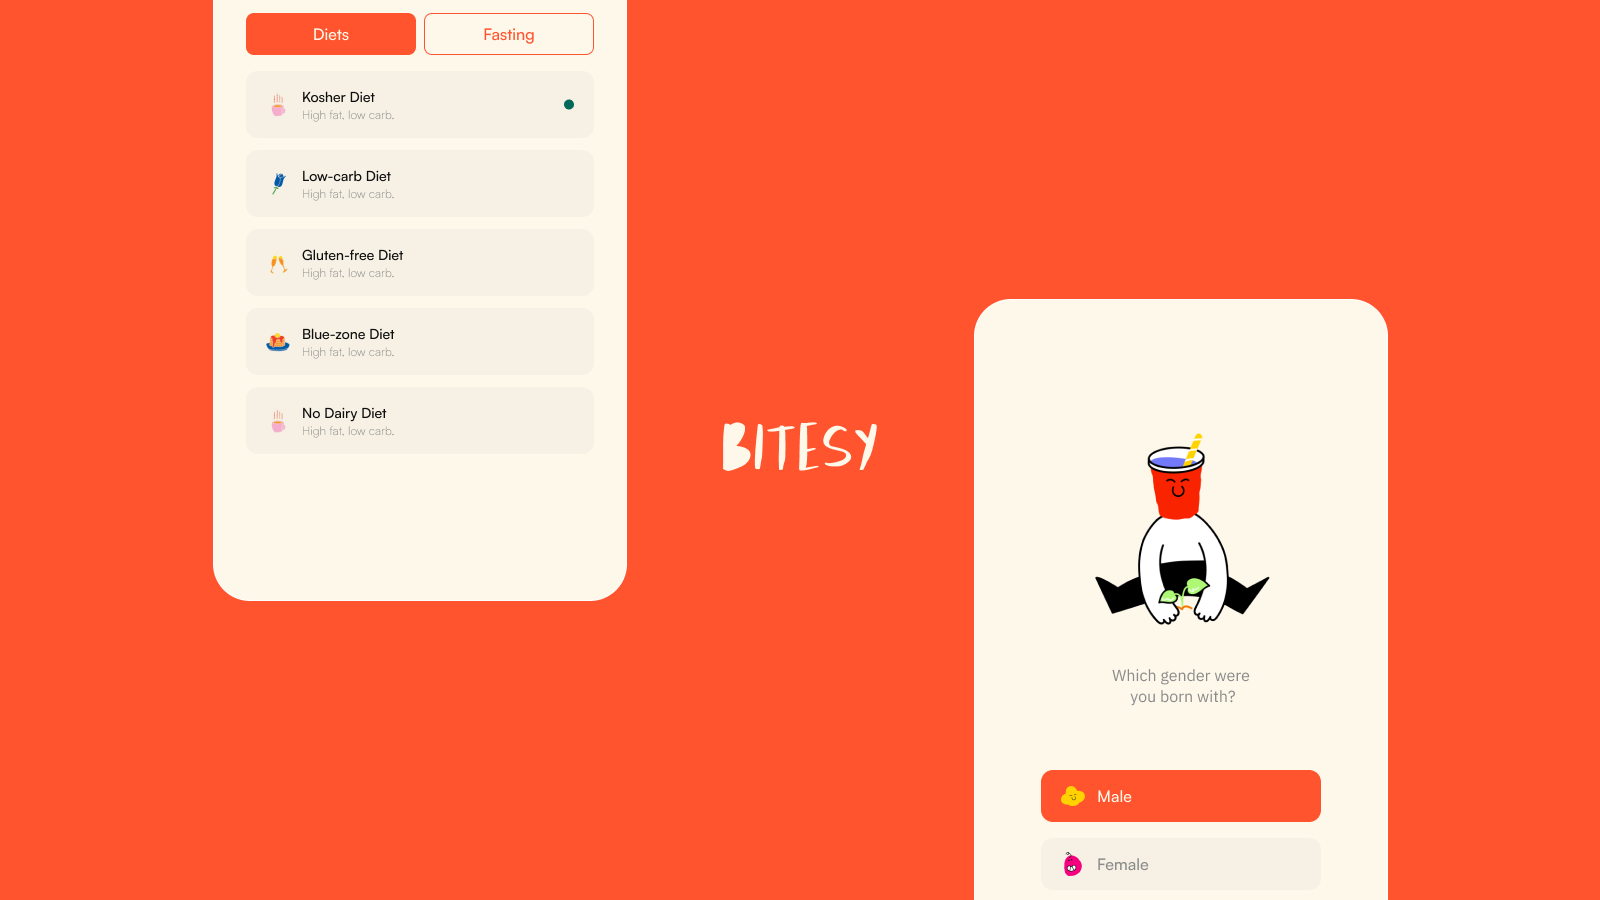 Diets
Fasting
Kosher Diet
High fat, low carb.
Low-carb Diet
High fat, low carb.
Gluten-free Diet
High fat, low carb.
Blue-zone Diet
High fat, low carb.
No Dairy Diet
High fat, low carb.
BITESY
Which gender were
you born with?
Male
Female